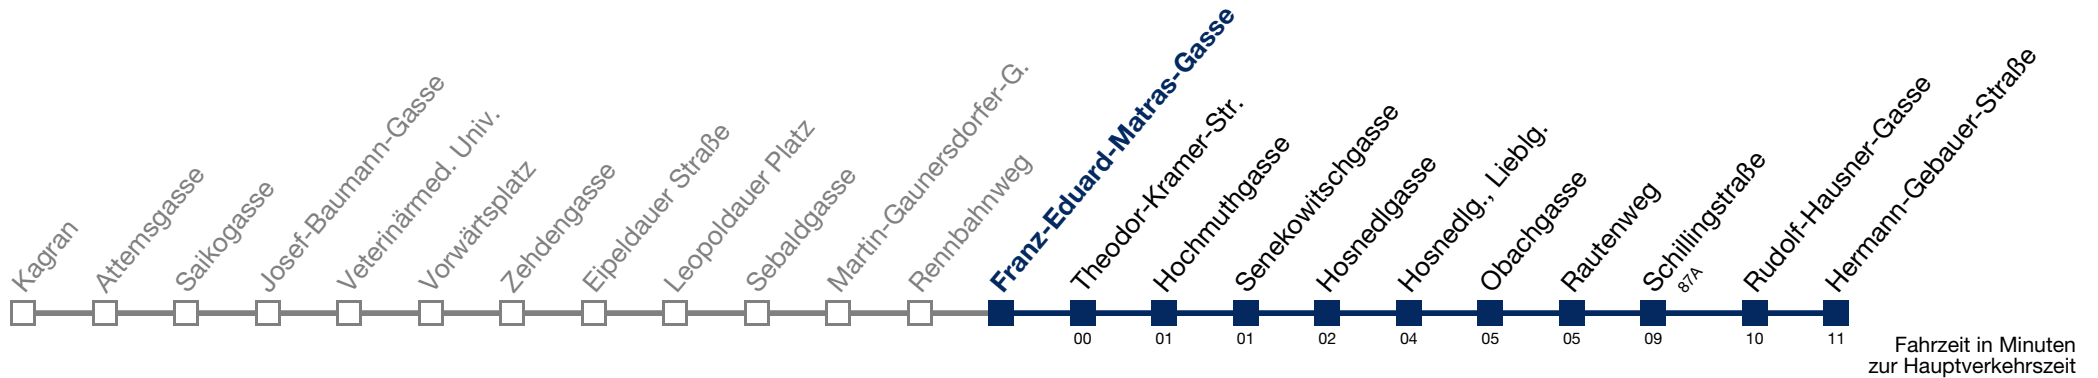 Kagran
Attemsgasse
Saikogasse
Josef-Baumann-Gasse
Veterinärmed. Univ.
Vorwärtsplatz
Zehdengasse
Eipeldauer Straße
Leopoldauer Platz
Sebaldgasse
Martin-Gaunersdorfer-G.
Rennbahnweg
Franz-Eduard-Matras-Gasse
Theodor-Kramer-Str.
Hochmuthgasse
Senekowitschgasse
Hosnedlgasse
Hosnedlg., Lieblg.
Obachgasse
Rautenweg
Schillingstraße
87A
Rudolf-Hausner-Gasse
Hermann-Gebauer-Straße
00 01 01 02 04 05 05 09 10 11
Fahrzeit in Minuten
zur Hauptverkehrszeit